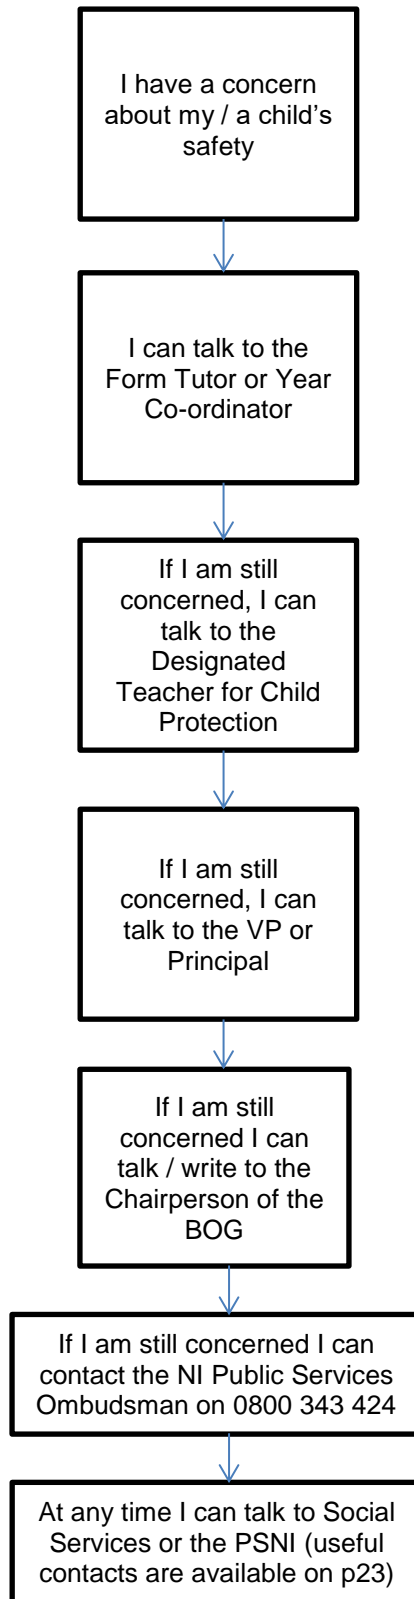 I have a concern
about my / a child’s
safety
I can talk to the
Form Tutor or Year
Co-ordinator
If I am still
concerned, I can
talk to the
Designated
Teacher for Child
Protection
If I am still
concerned, I can
talk to the VP or
Principal
If I am still
concerned I can
talk / write to the
Chairperson of the
BOG
If I am still concerned I can
contact the NI Public Services
Ombudsman on 0800 343 424
At any time I can talk to Social
Services or the PSNI (useful
contacts are available on p23)